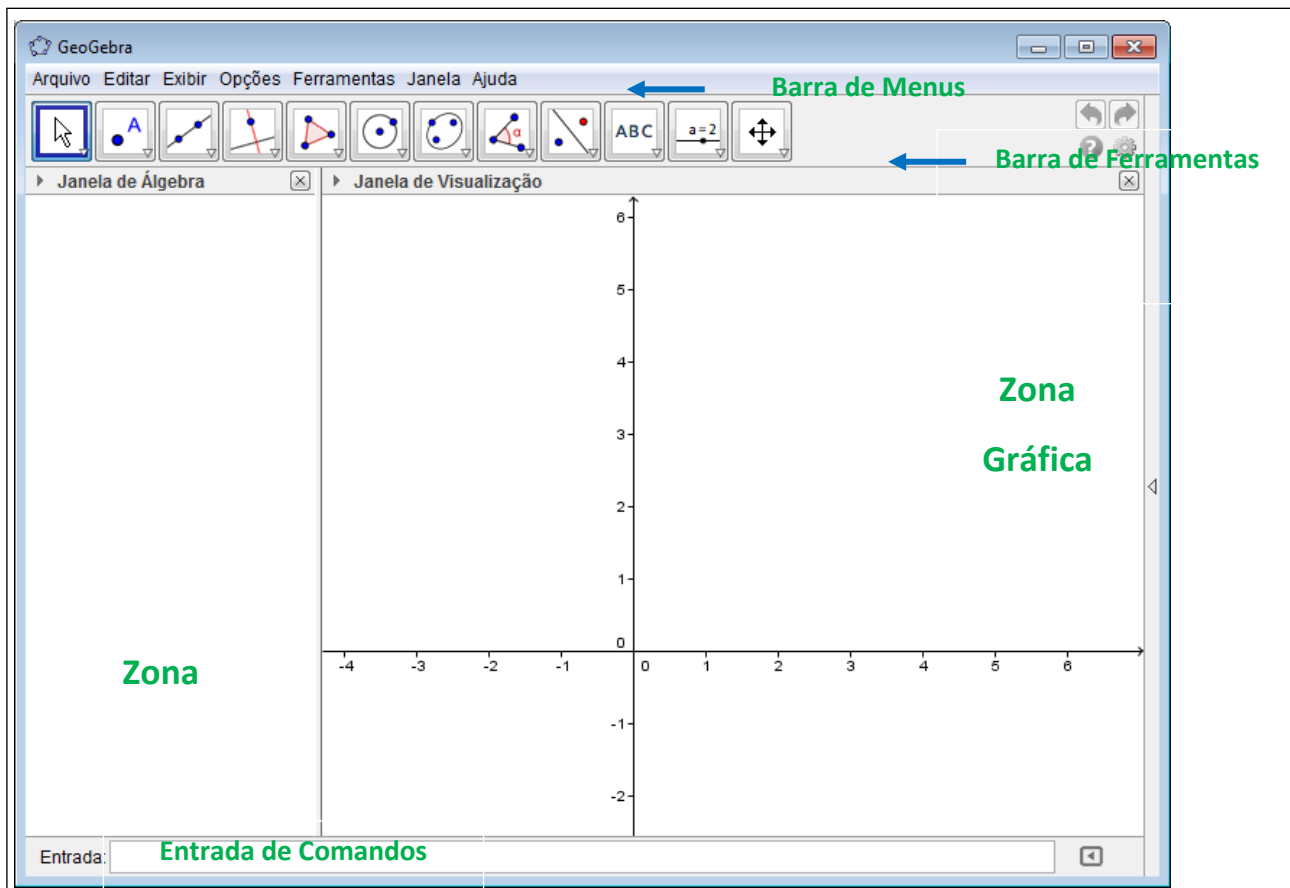 GeoGebra
Arquivo Editar Exibir Opções Ferramentas Janela Ajuda
Barra de Menus
A
α
ABC
a=2
Barra de Ferramentas
Janela de Álgebra
Janela de Visualização
6
5
4
Zona
Gráfica
3
2
1
0
-4 -3 -2 -1 0 1 2 3 4 5 6
Zona
-1
-2
Entrada:
Entrada de Comandos